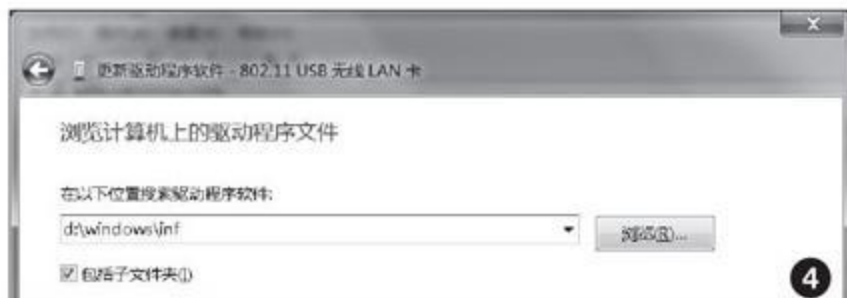 更新驱动程序软件 - 802.11 USB 无线 LAN 卡
浏览计算机上的驱动程序文件
在以下位置搜索驱动程序软件:
d:\windows\inf
浏览(R)...
包括子文件夹(I)
4